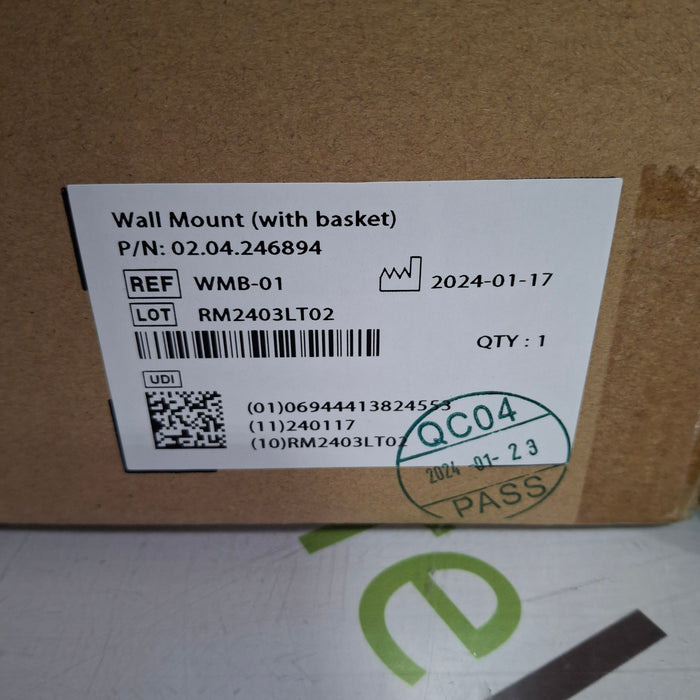 Wall Mount (with basket)
P/N: 02.04.246894
REF WMB-01
2024-01-17
LOT RM2403LT02
QTY : 1
UDI
(01)06944413824553
(11)240117
(10)RM2403LT02
QC04
2024-01-23
PASS